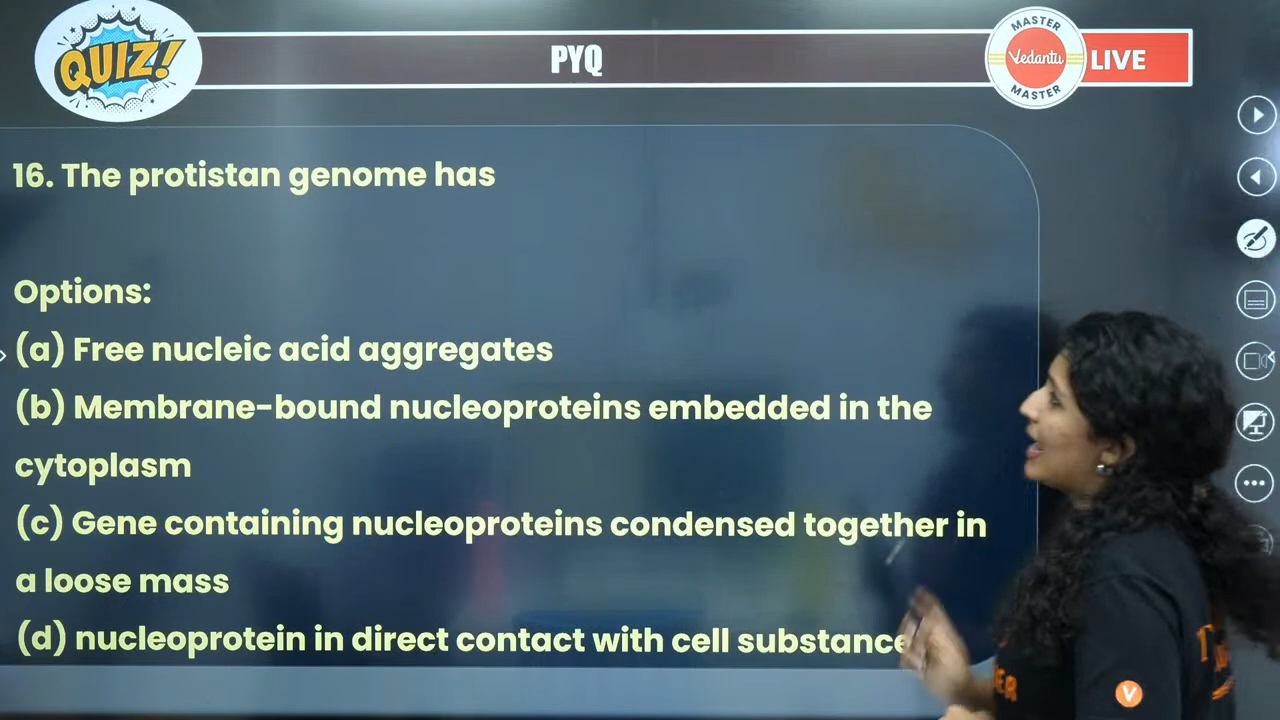 QUIZ!
PYQ
MASTER
Vedantu
MASTER
LIVE
16. The protistan genome has
Options:
(a) Free nucleic acid aggregates
(b) Membrane-bound nucleoproteins embedded in the
cytoplasm
(c) Gene containing nucleoproteins condensed together in
a loose mass
(d) nucleoprotein in direct contact with cell substance
V